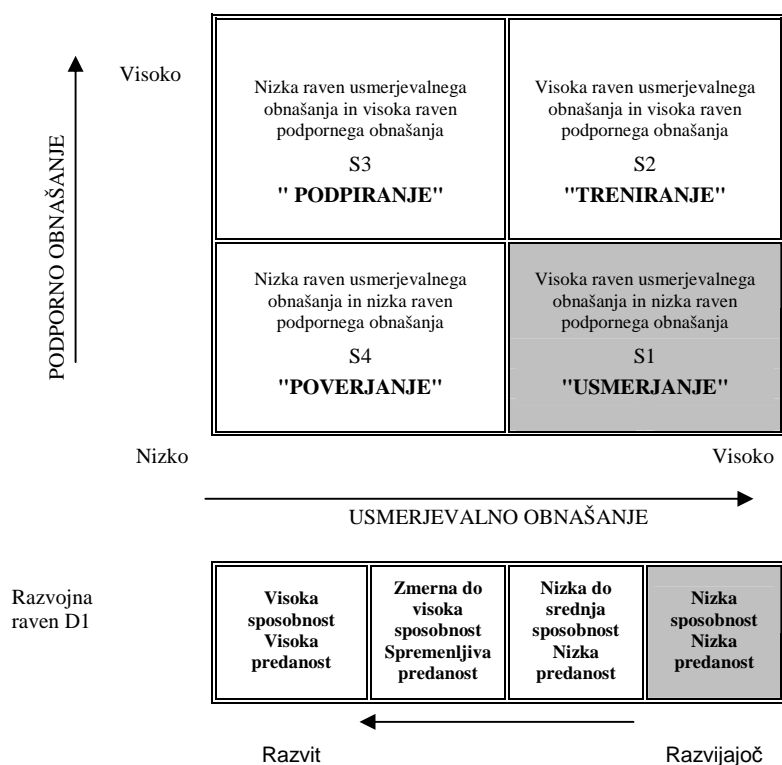 PODPORNO OBNAŠANJE
Visoko
Nizka raven usmerjevalnega
obnašanja in visoka raven
podpornega obnašanja
S3
" PODPIRANJE"
Visoka raven usmerjevalnega
obnašanja in visoka raven
podpornega obnašanja
S2
"TRENIRANJE"
Nizka raven usmerjevalnega
obnašanja in nizka raven
podpornega obnašanja
S4
"POVERJANJE"
Visoka raven usmerjevalnega
obnašanja in nizka raven
podpornega obnašanja
S1
"USMERJANJE"
Nizko
Visoko
USMERJEVALNO OBNAŠANJE
Razvojna
raven D1
Visoka
sposobnost
Visoka
predanost
Zmerna do
visoka
sposobnost
Spremenljiva
predanost
Nizka do
srednja
sposobnost
Nizka
predanost
Nizka
sposobnost
Nizka
predanost
Razvit
Razvijajoč